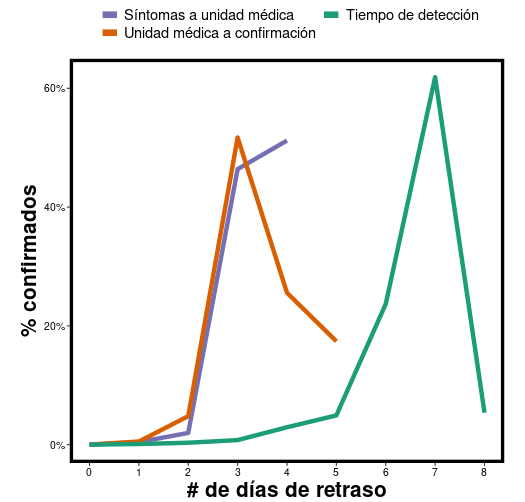 Síntomas a unidad médica
Tiempo de detección
Unidad médica a confirmación
60%
40%
20%
0%
% confirmados
0 1 2 3 4 5 6 7 8
# de días de retraso